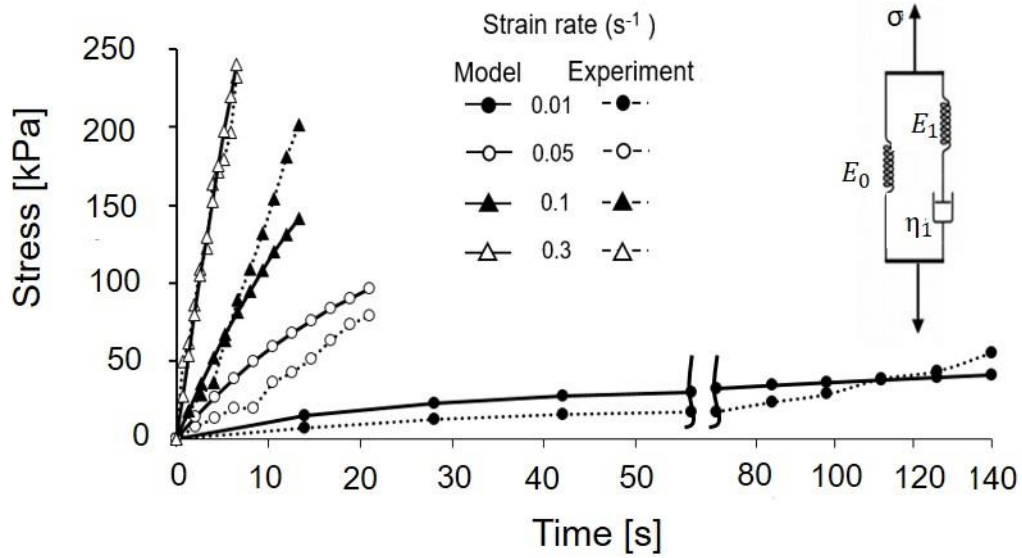 Strain rate (s⁻¹)
Model Experiment
0.01
0.05
0.1
0.3
Stress [kPa]
250
200
150
100
50
0
0 10 20 30 40 50 80 100 120 140
Time [s]
σ
E₁
E₀
η₁